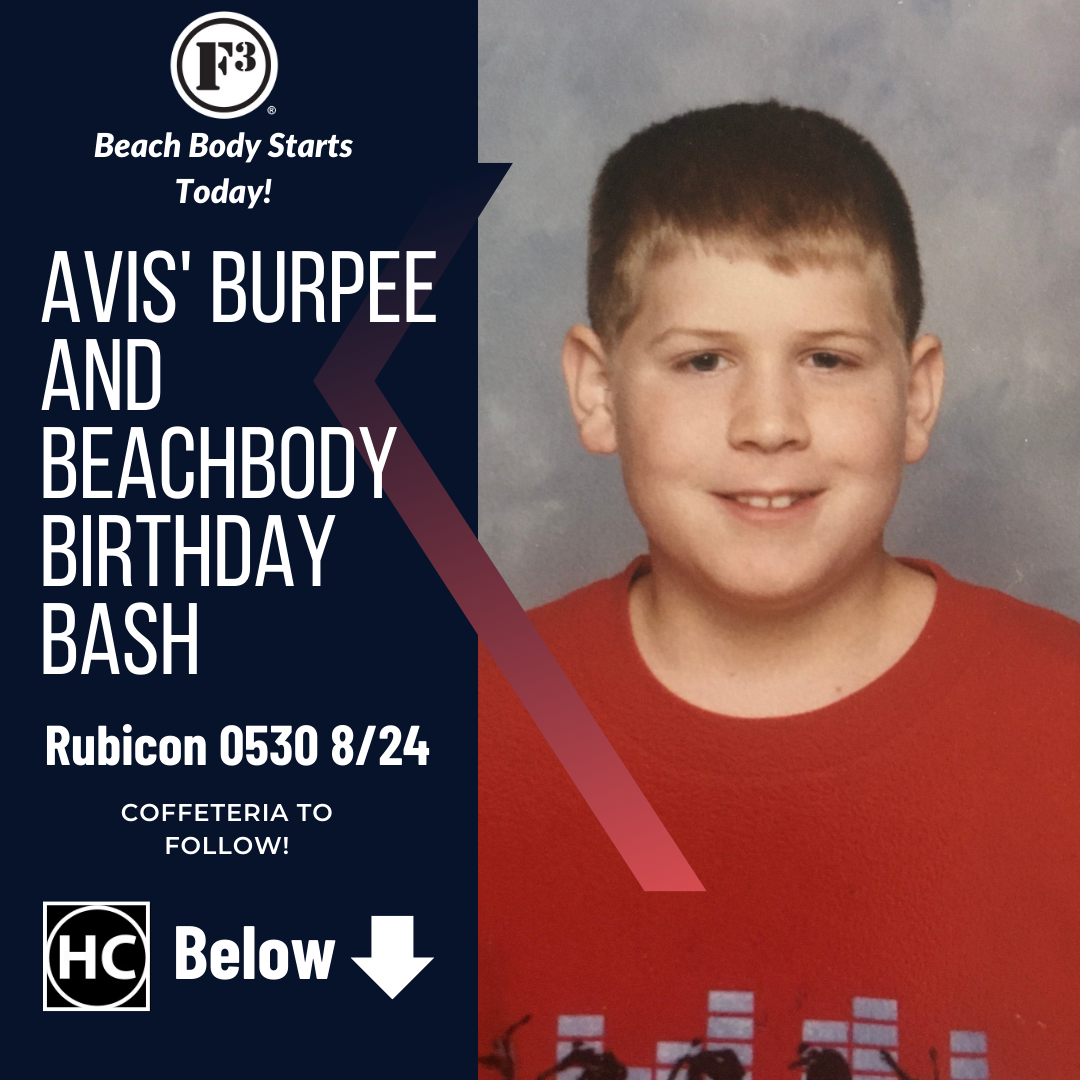 F3
®
Beach Body Starts
Today!
AVIS' BURPEE
AND
BEACHBODY
BIRTHDAY
BASH
Rubicon 0530 8/24
COFFETERIA TO
FOLLOW!
HC
Below